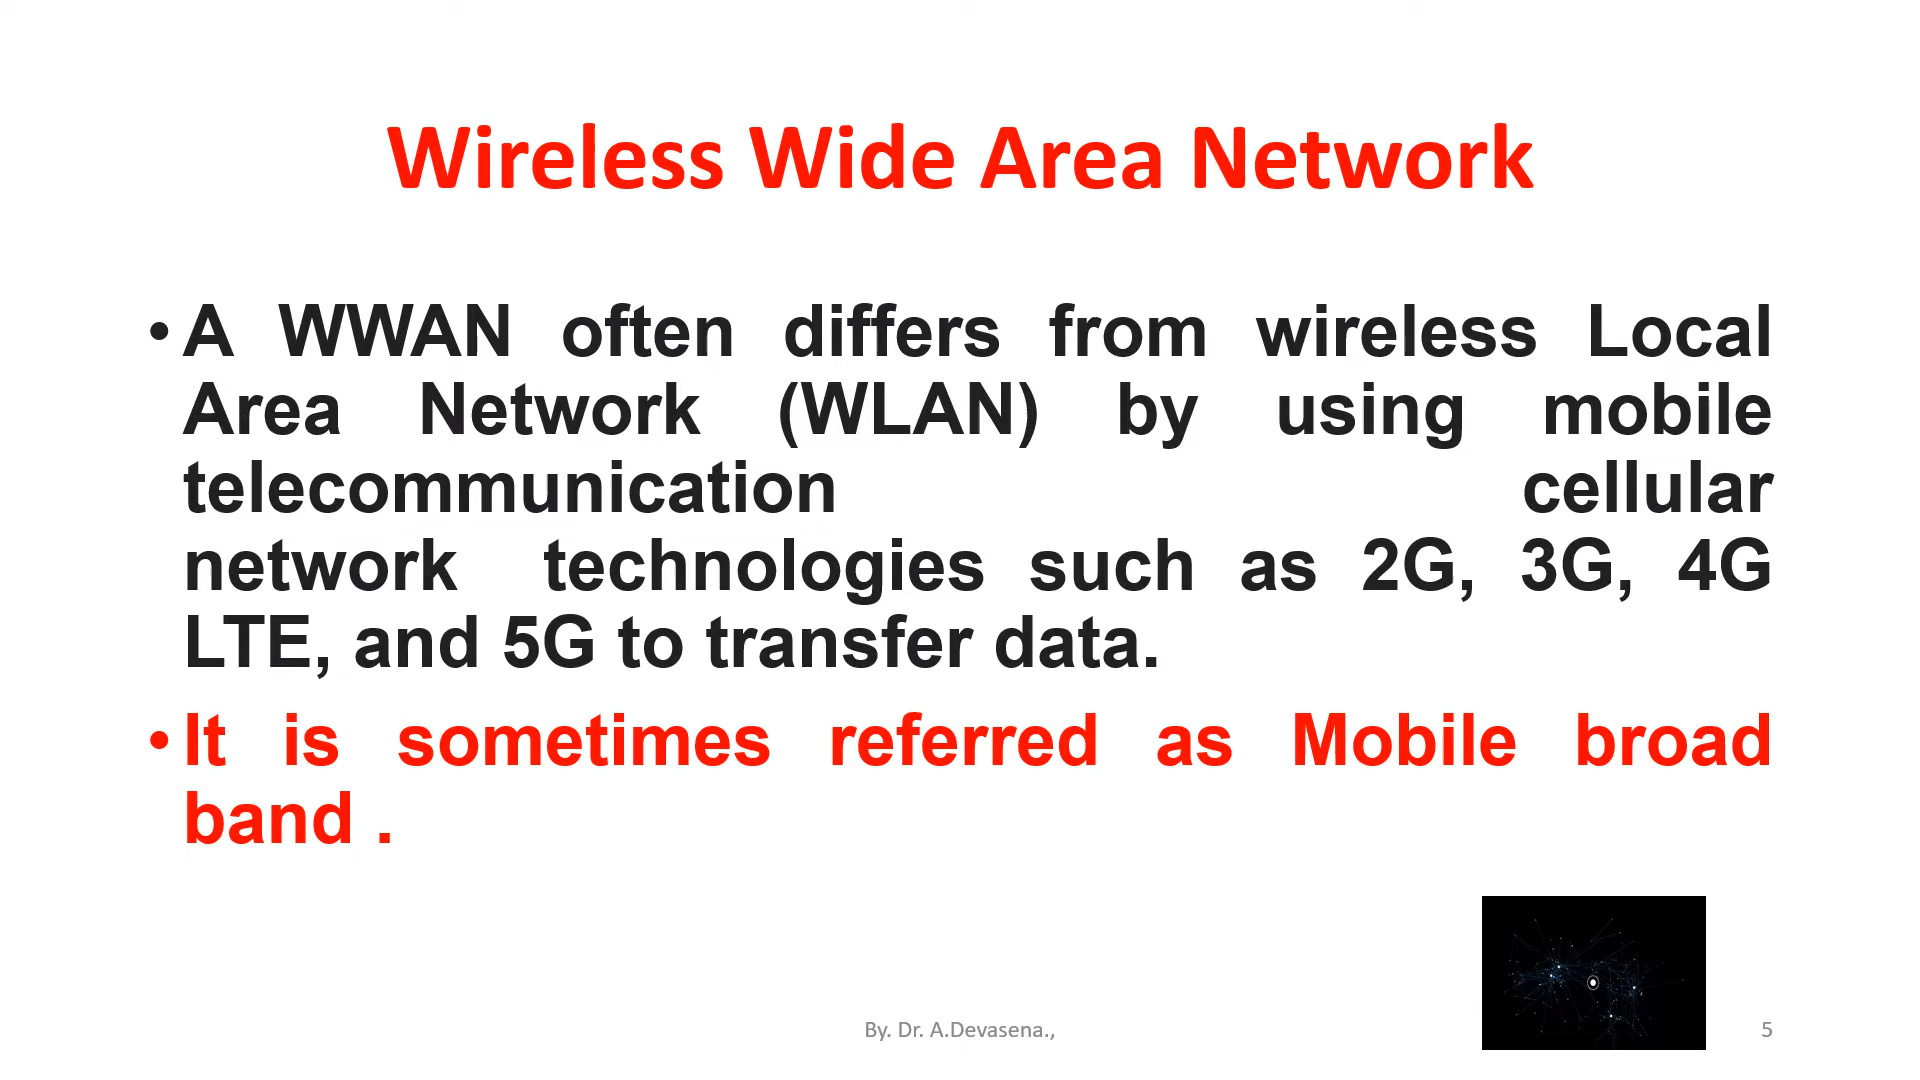 Wireless Wide Area Network
• A WWAN often differs from wireless Local
Area Network (WLAN) by using mobile
telecommunication cellular
network technologies such as 2G, 3G, 4G
LTE, and 5G to transfer data.
• It is sometimes referred as Mobile broad
band .
By. Dr. A.Devasena.,
5